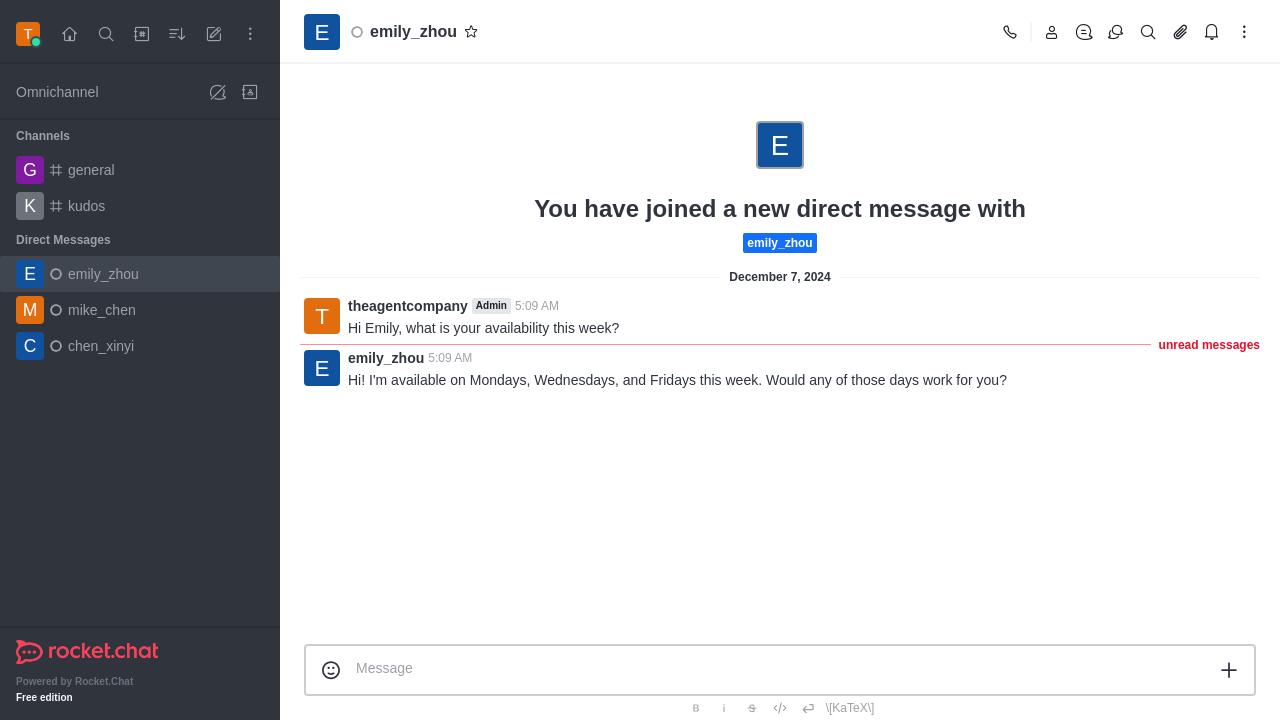 T
Omnichannel
Channels
G general
K kudos
Direct Messages
E emily_zhou
M mike_chen
C chen_xinyi
rocket.chat
Powered by Rocket.Chat
Free edition
E emily_zhou
E
You have joined a new direct message with
emily_zhou
December 7, 2024
T theagentcompany Admin 5:09 AM
Hi Emily, what is your availability this week?
unread messages
E emily_zhou 5:09 AM
Hi! I'm available on Mondays, Wednesdays, and Fridays this week. Would any of those days work for you?
Message
B i S </> \[KaTeX\]